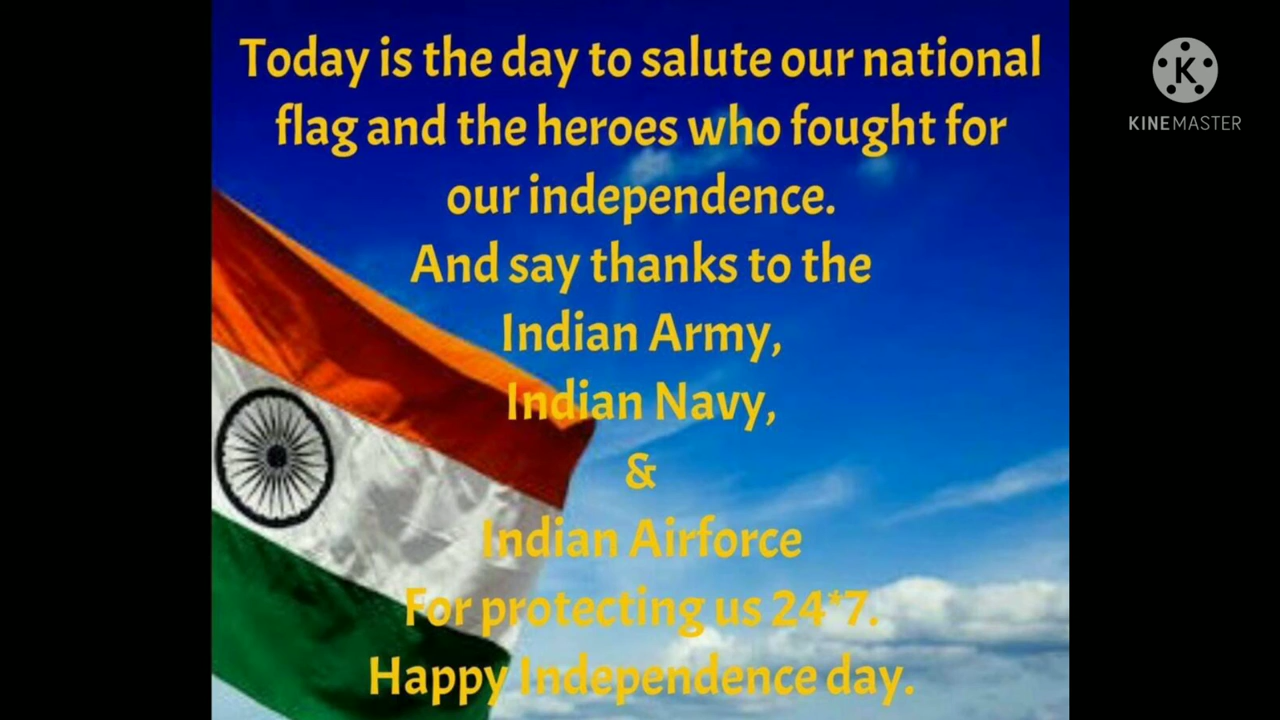 Today is the day to salute our national
flag and the heroes who fought for
our independence.
And say thanks to the
Indian Army,
Indian Navy,
&
Indian Airforce
For protecting us 24*7.
Happy Independence day.
K
KINEMASTER